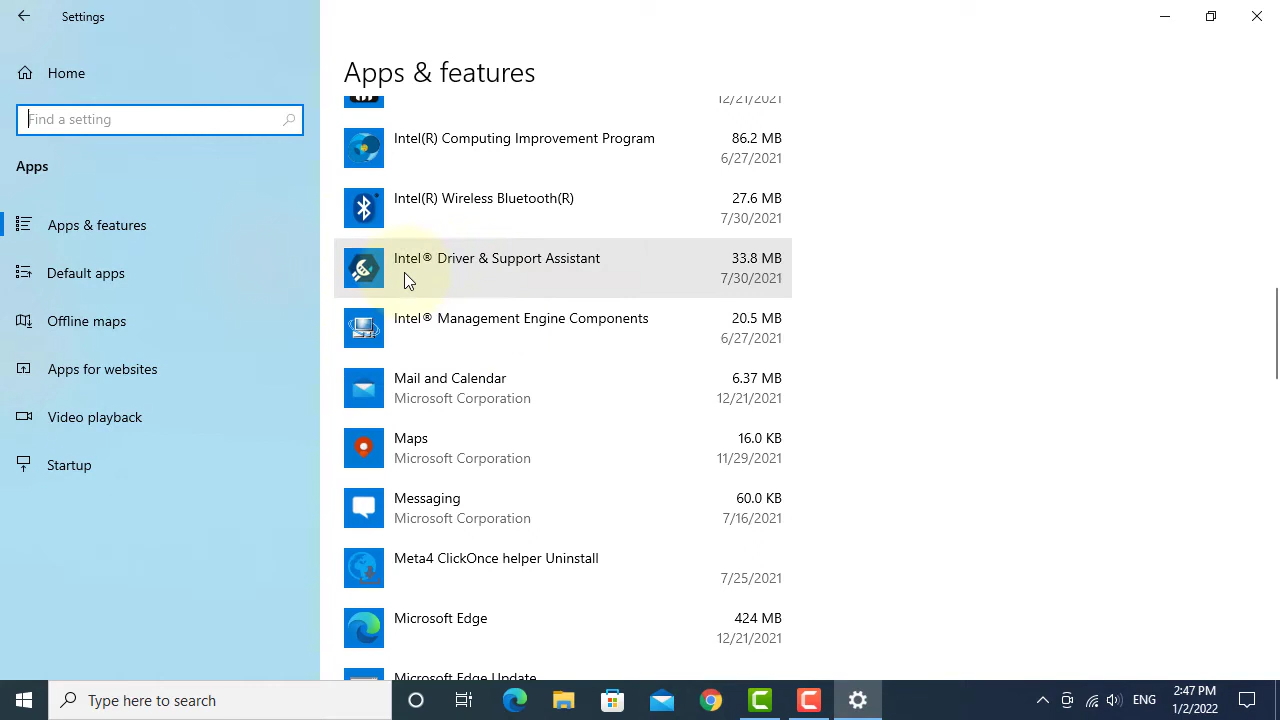 Settings
Home
Find a setting
Apps
Apps & features
Default apps
Offline maps
Apps for websites
Video playback
Startup
Apps & features
12/21/2021
Intel(R) Computing Improvement Program 86.2 MB
6/27/2021
Intel(R) Wireless Bluetooth(R) 27.6 MB
7/30/2021
Intel® Driver & Support Assistant 33.8 MB
7/30/2021
Intel® Management Engine Components 20.5 MB
6/27/2021
Mail and Calendar 6.37 MB
Microsoft Corporation 12/21/2021
Maps 16.0 KB
Microsoft Corporation 11/29/2021
Messaging 60.0 KB
Microsoft Corporation 7/16/2021
Meta4 ClickOnce helper Uninstall
7/25/2021
Microsoft Edge 424 MB
12/21/2021
Microsoft Edge Update
Type here to search
ENG
2:47 PM
1/2/2022